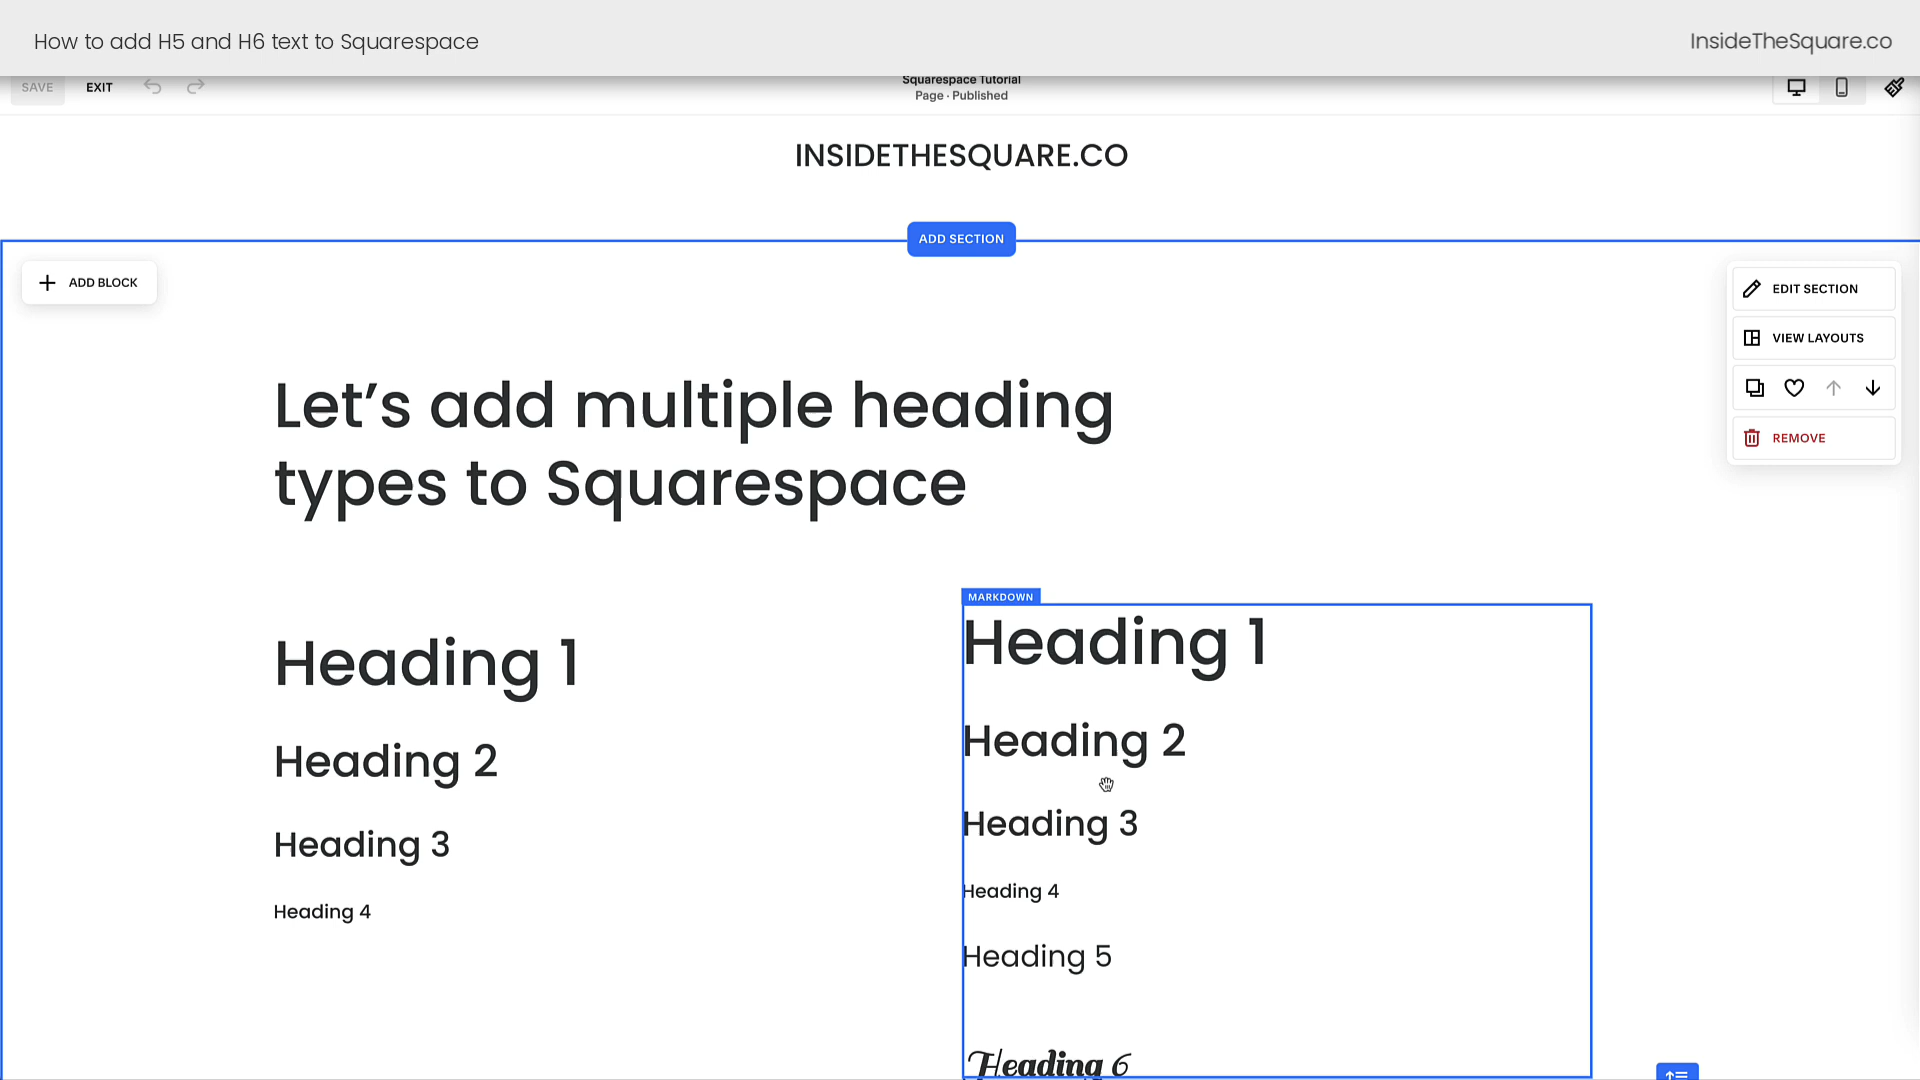 How to add H5 and H6 text to Squarespace
InsideTheSquare.co
SAVE
EXIT
Squarespace Tutorial
Page · Published
INSIDETHESQUARE.CO
ADD SECTION
ADD BLOCK
EDIT SECTION
VIEW LAYOUTS
REMOVE
Let’s add multiple heading
types to Squarespace
Heading 1
Heading 2
Heading 3
Heading 4
MARKDOWN
Heading 1
Heading 2
Heading 3
Heading 4
Heading 5
Heading 6